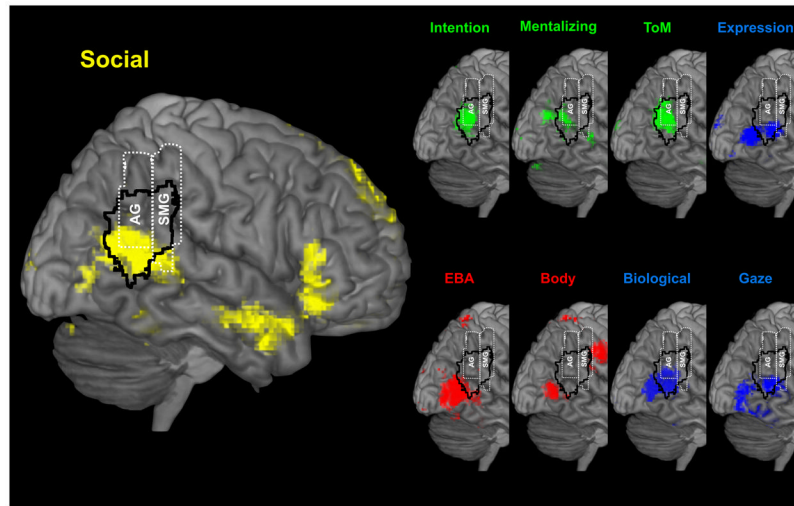 Social
AG
SMG
Intention
Mentalizing
ToM
Expression
AG
SMG
AG
SMG
AG
SMG
AG
SMG
EBA
Body
Biological
Gaze
AG
SMG
AG
SMG
AG
SMG
AG
SMG